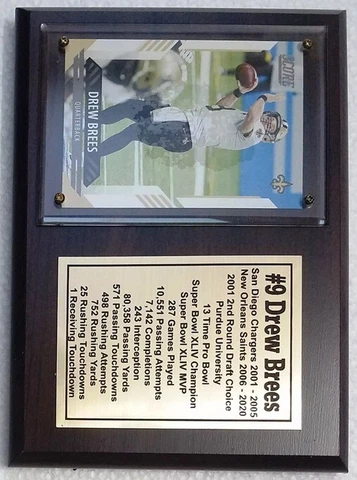 SCORE
DREW BREES
QUARTERBACK
#9 Drew Brees
San Diego Chargers 2001 - 2005
New Orleans Saints 2006 - 2020
2001 2nd Round Draft Choice
Purdue University
13 Time Pro Bowl
Super Bowl XLIV Champion
Super Bowl XLIV MVP
287 Games Played
10,551 Passing Attempts
7,142 Completions
243 Interception
80,358 Passing Yards
571 Passing Touchdowns
498 Rushing Attempts
752 Rushing Yards
25 Rushing Touchdowns
1 Receiving Touchdown